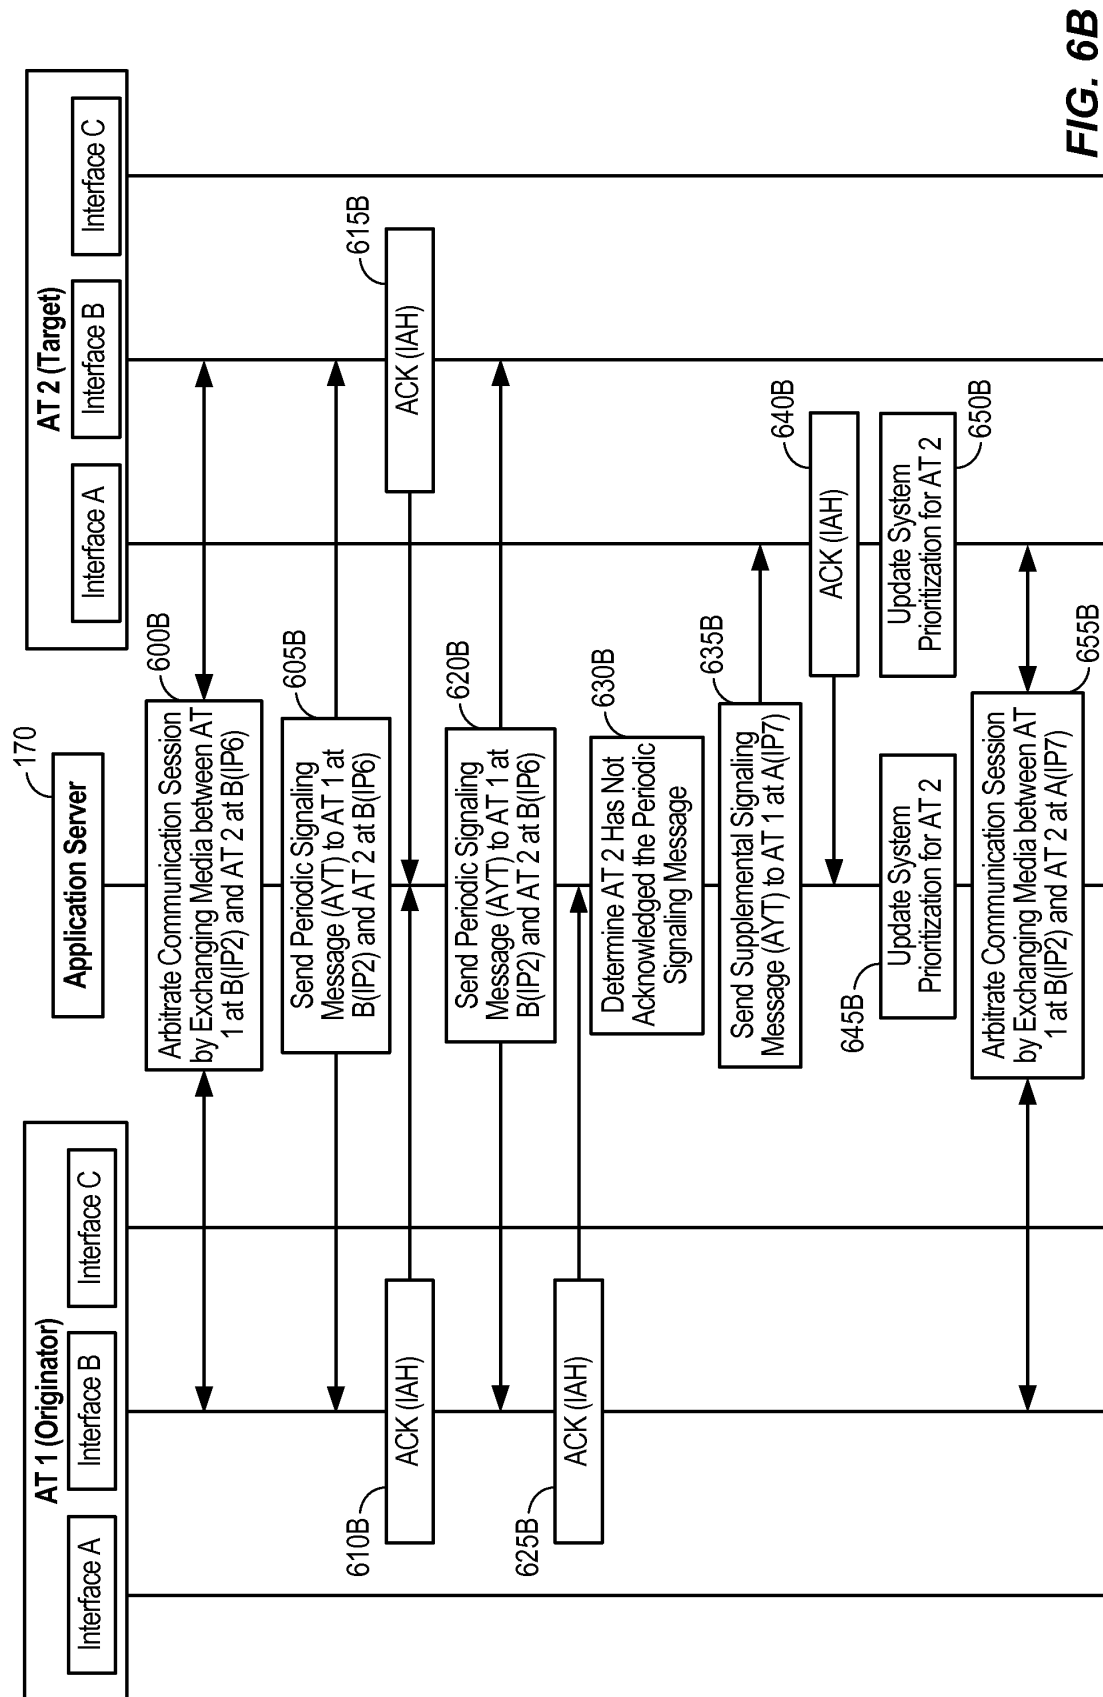 AT 1 (Originator)
Interface A
Interface B
Interface C
170
Application Server
AT 2 (Target)
Interface A
Interface B
Interface C
600B
Arbitrate Communication Session
by Exchanging Media between AT
1 at B(IP2) and AT 2 at B(IP6)
605B
Send Periodic Signaling
Message (AYT) to AT 1 at
B(IP2) and AT 2 at B(IP6)
610B
ACK (IAH)
615B
ACK (IAH)
620B
Send Periodic Signaling
Message (AYT) to AT 1 at
B(IP2) and AT 2 at B(IP6)
625B
ACK (IAH)
630B
Determine AT 2 Has Not
Acknowledged the Periodic
Signaling Message
635B
Send Supplemental Signaling
Message (AYT) to AT 1 at A(IP7)
640B
ACK (IAH)
645B
Update System
Prioritization for AT 2
650B
Update System
Prioritization for AT 2
655B
Arbitrate Communication Session
by Exchanging Media between AT
1 at B(IP2) and AT 2 at A(IP7)
FIG. 6B